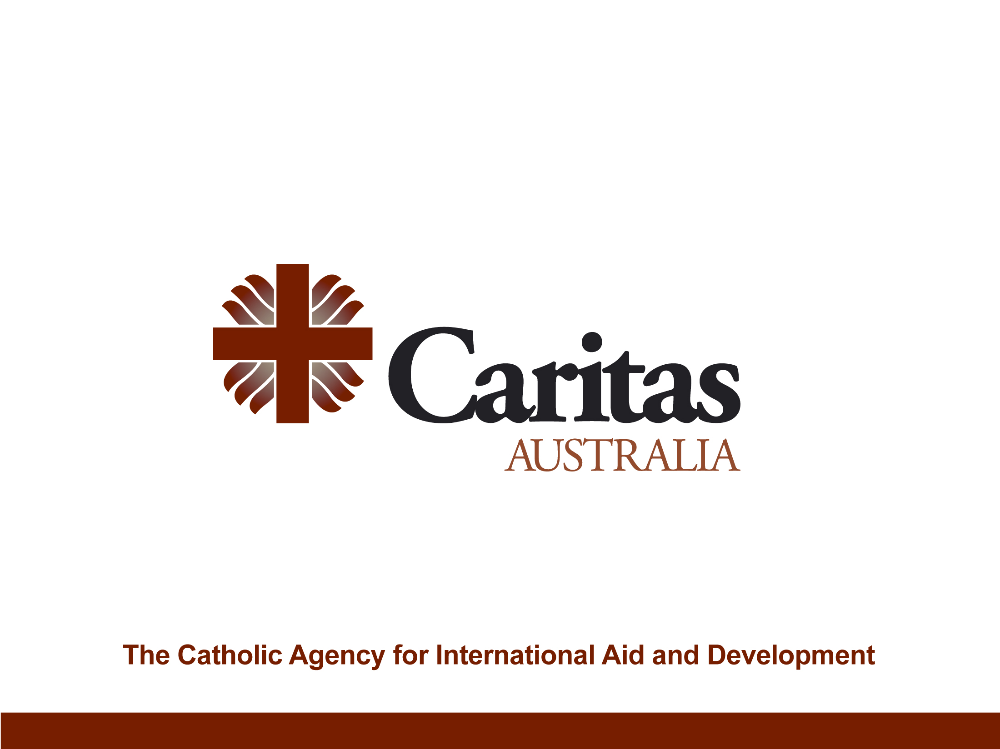 Caritas
AUSTRALIA
The Catholic Agency for International Aid and Development